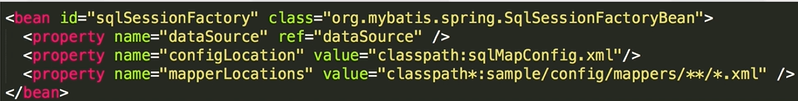 <bean id="sqlSessionFactory" class="org.mybatis.spring.SqlSessionFactoryBean">
  <property name="dataSource" ref="dataSource" />
  <property name="configLocation" value="classpath:sqlMapConfig.xml"/>
  <property name="mapperLocations" value="classpath*:sample/config/mappers/**/*.xml" />
</bean>